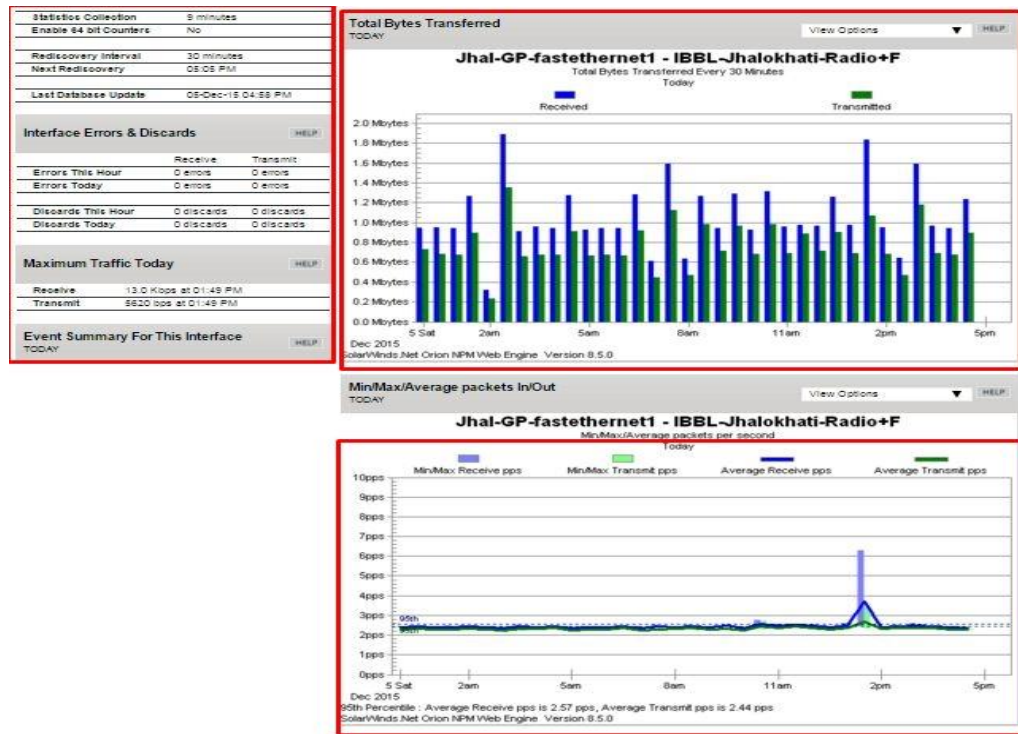 Statistics Collection 9 minutes
Enable 64 bit Counters No
Rediscovery Interval 30 minutes
Next Rediscovery 05:05 PM
Last Database Update 05-Dec-15 04:58 PM
Interface Errors & Discards HELP
Receive Transmit
Errors This Hour 0 errors 0 errors
Errors Today 0 errors 0 errors
Discards This Hour 0 discards 0 discards
Discards Today 0 discards 0 discards
Maximum Traffic Today HELP
Receive 13.0 Kbps at 01:49 PM
Transmit 5620 bps at 01:49 PM
Event Summary For This Interface HELP
TODAY
Total Bytes Transferred View Options HELP
TODAY
Jhal-GP-fastethernet1 - IBBL-Jhalokhati-Radio+F
Total Bytes Transferred Every 30 Minutes
Today
Received Transmitted
2.0 Mbytes
1.8 Mbytes
1.6 Mbytes
1.4 Mbytes
1.2 Mbytes
1.0 Mbytes
0.8 Mbytes
0.6 Mbytes
0.4 Mbytes
0.2 Mbytes
0.0 Mbytes
5 Sat 2am 5am 8am 11am 2pm 5pm
Dec 2015
SolarWinds.Net Orion NPM Web Engine Version 8.5.0
Min/Max/Average packets In/Out View Options HELP
TODAY
Jhal-GP-fastethernet1 - IBBL-Jhalokhati-Radio+F
Min/Max/Average packets per second
Today
Min/Max Receive pps Min/Max Transmit pps Average Receive pps Average Transmit pps
10pps
9pps
8pps
7pps
6pps
5pps
4pps
3pps
95th
95th
2pps
1pps
0pps
5 Sat 2am 5am 8am 11am 2pm 5pm
Dec 2015
95th Percentile : Average Receive pps is 2.57 pps, Average Transmit pps is 2.44 pps
SolarWinds.Net Orion NPM Web Engine Version 8.5.0